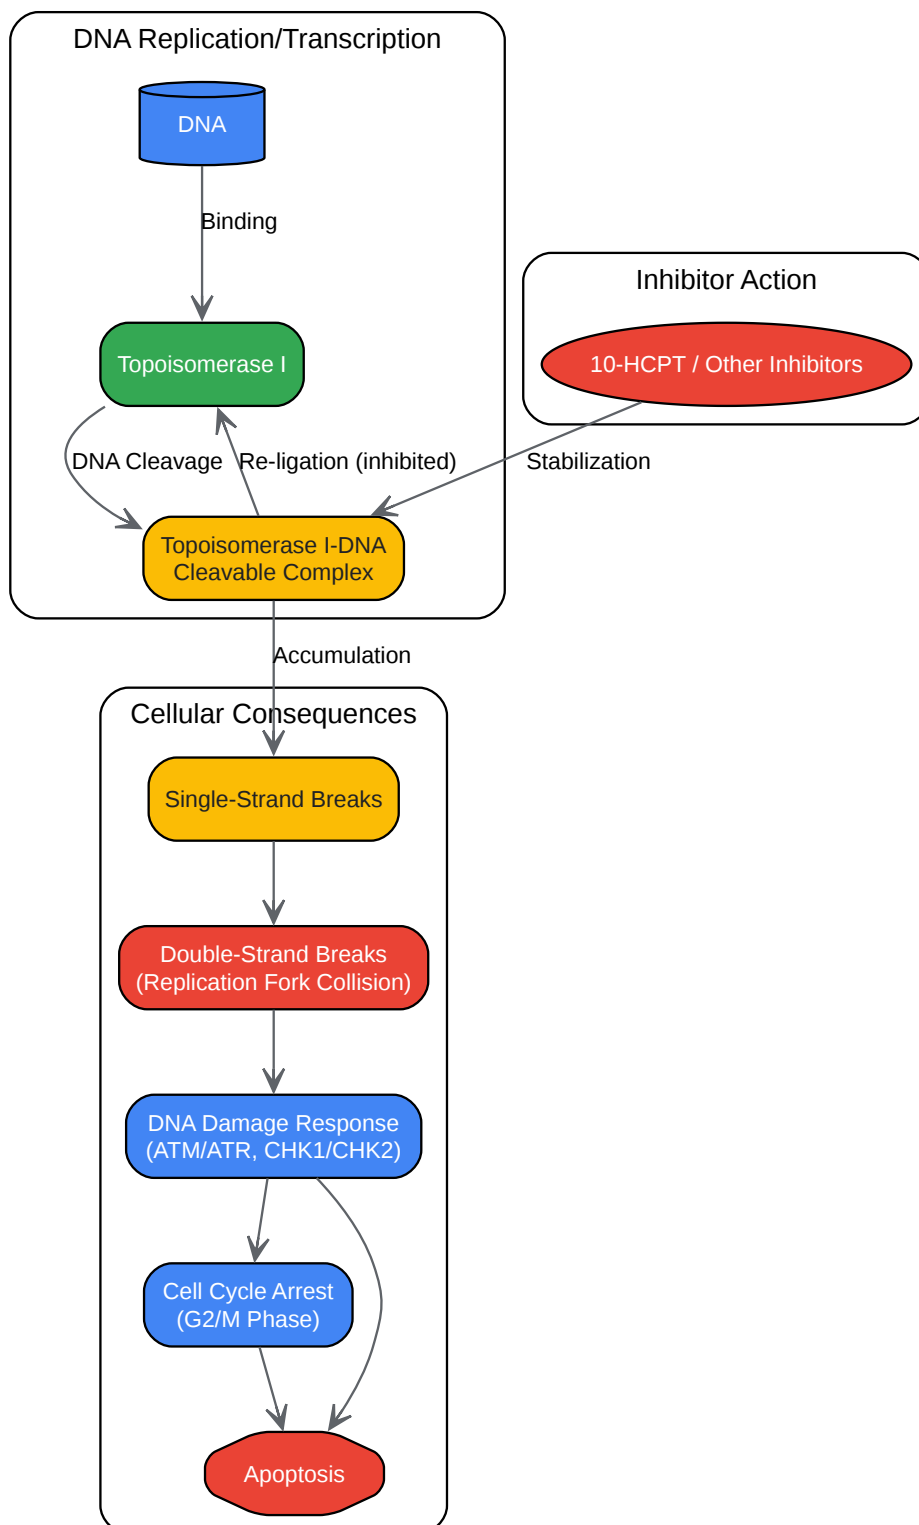 DNA Replication/Transcription
DNA
Binding
Inhibitor Action
Topoisomerase I
10-HCPT / Other Inhibitors
DNA Cleavage
Re-ligation (inhibited)
Stabilization
Topoisomerase I-DNA
Cleavable Complex
Accumulation
Cellular Consequences
Single-Strand Breaks
Double-Strand Breaks
(Replication Fork Collision)
DNA Damage Response
(ATM/ATR, CHK1/CHK2)
Cell Cycle Arrest
(G2/M Phase)
Apoptosis